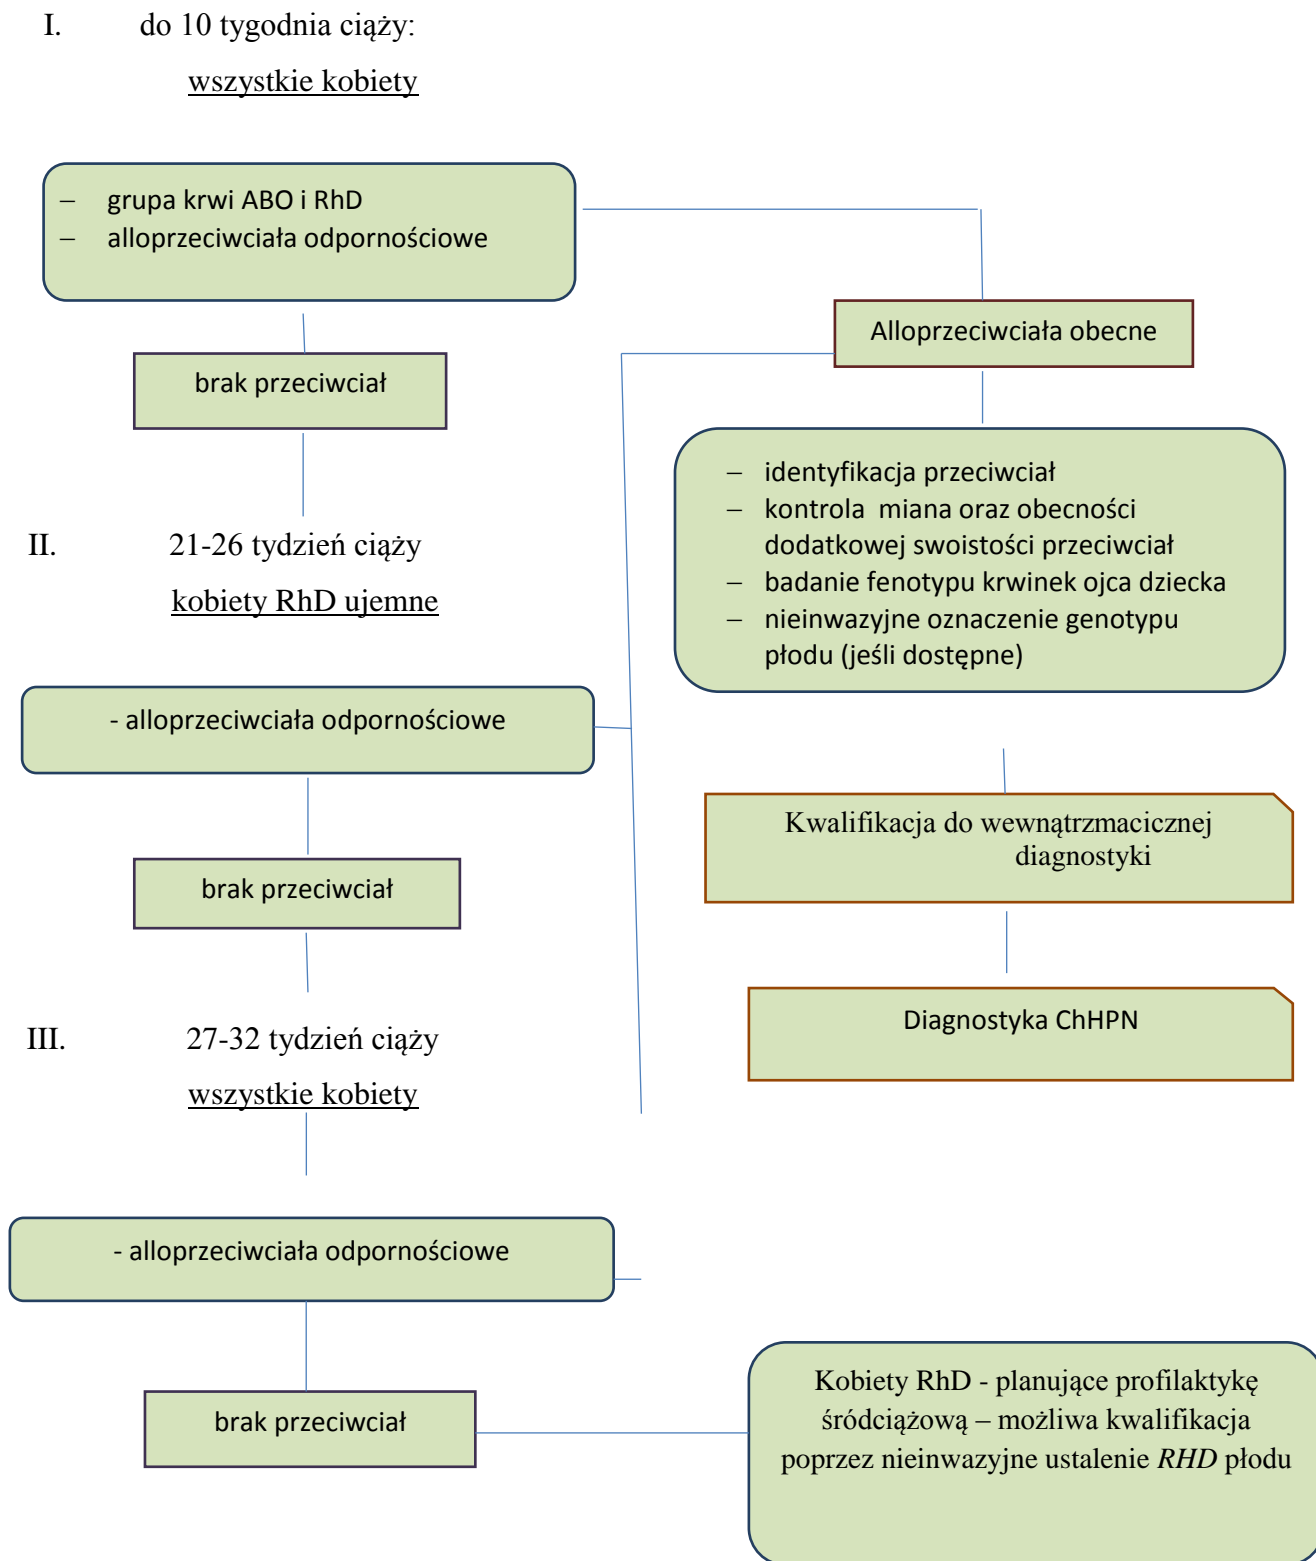 I. do 10 tygodnia ciąży:
wszystkie kobiety
– grupa krwi ABO i RhD
– alloprzeciwciała odpornościowe
Alloprzeciwciała obecne
brak przeciwciał
– identyfikacja przeciwciał
– kontrola miana oraz obecności
dodatkowej swoistości przeciwciał
– badanie fenotypu krwinek ojca dziecka
– nieinwazyjne oznaczenie genotypu
płodu (jeśli dostępne)
II. 21-26 tydzień ciąży
kobiety RhD ujemne
- alloprzeciwciała odpornościowe
Kwalifikacja do wewnątrzmacicznej
diagnostyki
brak przeciwciał
Diagnostyka ChHPN
III. 27-32 tydzień ciąży
wszystkie kobiety
- alloprzeciwciała odpornościowe
brak przeciwciał
Kobiety RhD - planujące profilaktykę
śródciążową – możliwa kwalifikacja
poprzez nieinwazyjne ustalenie RHD płodu